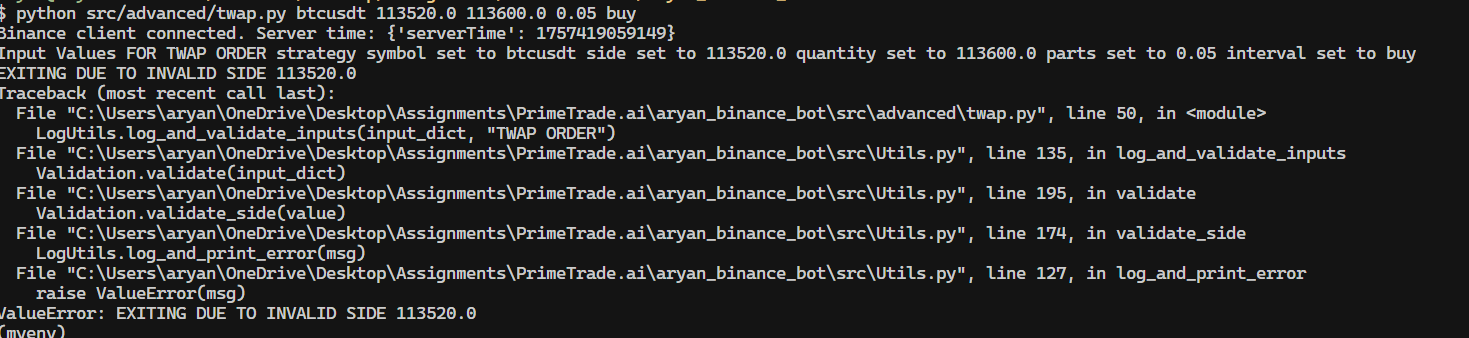 $ python src/advanced/twap.py btcusdt 113520.0 113600.0 0.05 buy
Binance client connected. Server time: {'serverTime': 1757419059149}
Input Values FOR TWAP ORDER strategy symbol set to btcusdt side set to 113520.0 quantity set to 113600.0 parts set to 0.05 interval set to buy
EXITING DUE TO INVALID SIDE 113520.0
Traceback (most recent call last):
  File "C:\Users\aryan\OneDrive\Desktop\Assignments\PrimeTrade.ai\aryan_binance_bot\src\advanced\twap.py", line 50, in <module>
    LogUtils.log_and_validate_inputs(input_dict, "TWAP ORDER")
  File "C:\Users\aryan\OneDrive\Desktop\Assignments\PrimeTrade.ai\aryan_binance_bot\src\Utils.py", line 135, in log_and_validate_inputs
    Validation.validate(input_dict)
  File "C:\Users\aryan\OneDrive\Desktop\Assignments\PrimeTrade.ai\aryan_binance_bot\src\Utils.py", line 195, in validate
    Validation.validate_side(value)
  File "C:\Users\aryan\OneDrive\Desktop\Assignments\PrimeTrade.ai\aryan_binance_bot\src\Utils.py", line 174, in validate_side
    LogUtils.log_and_print_error(msg)
  File "C:\Users\aryan\OneDrive\Desktop\Assignments\PrimeTrade.ai\aryan_binance_bot\src\Utils.py", line 127, in log_and_print_error
    raise ValueError(msg)
ValueError: EXITING DUE TO INVALID SIDE 113520.0
(myenv)